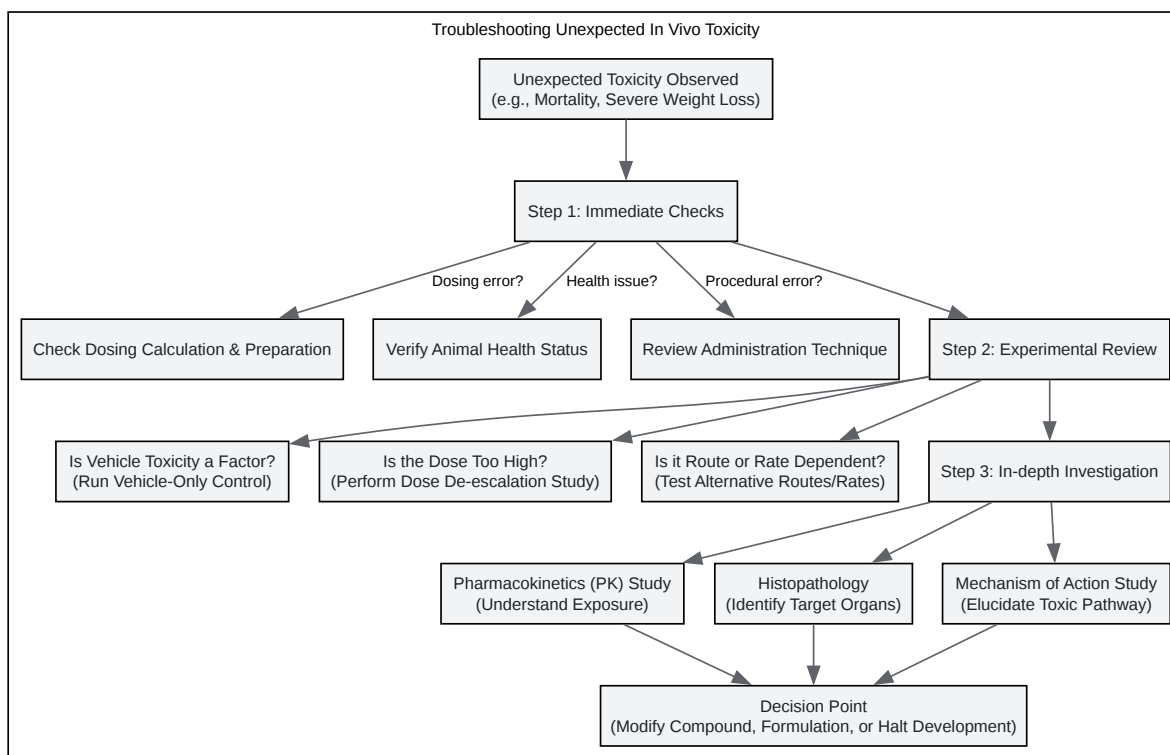 Troubleshooting Unexpected In Vivo Toxicity
Unexpected Toxicity Observed
(e.g., Mortality, Severe Weight Loss)
Step 1: Immediate Checks
Dosing error?
Health issue?
Procedural error?
Check Dosing Calculation & Preparation
Verify Animal Health Status
Review Administration Technique
Step 2: Experimental Review
Is Vehicle Toxicity a Factor?
(Run Vehicle-Only Control)
Is the Dose Too High?
(Perform Dose De-escalation Study)
Is it Route or Rate Dependent?
(Test Alternative Routes/Rates)
Step 3: In-depth Investigation
Pharmacokinetics (PK) Study
(Understand Exposure)
Histopathology
(Identify Target Organs)
Mechanism of Action Study
(Elucidate Toxic Pathway)
Decision Point
(Modify Compound, Formulation, or Halt Development)